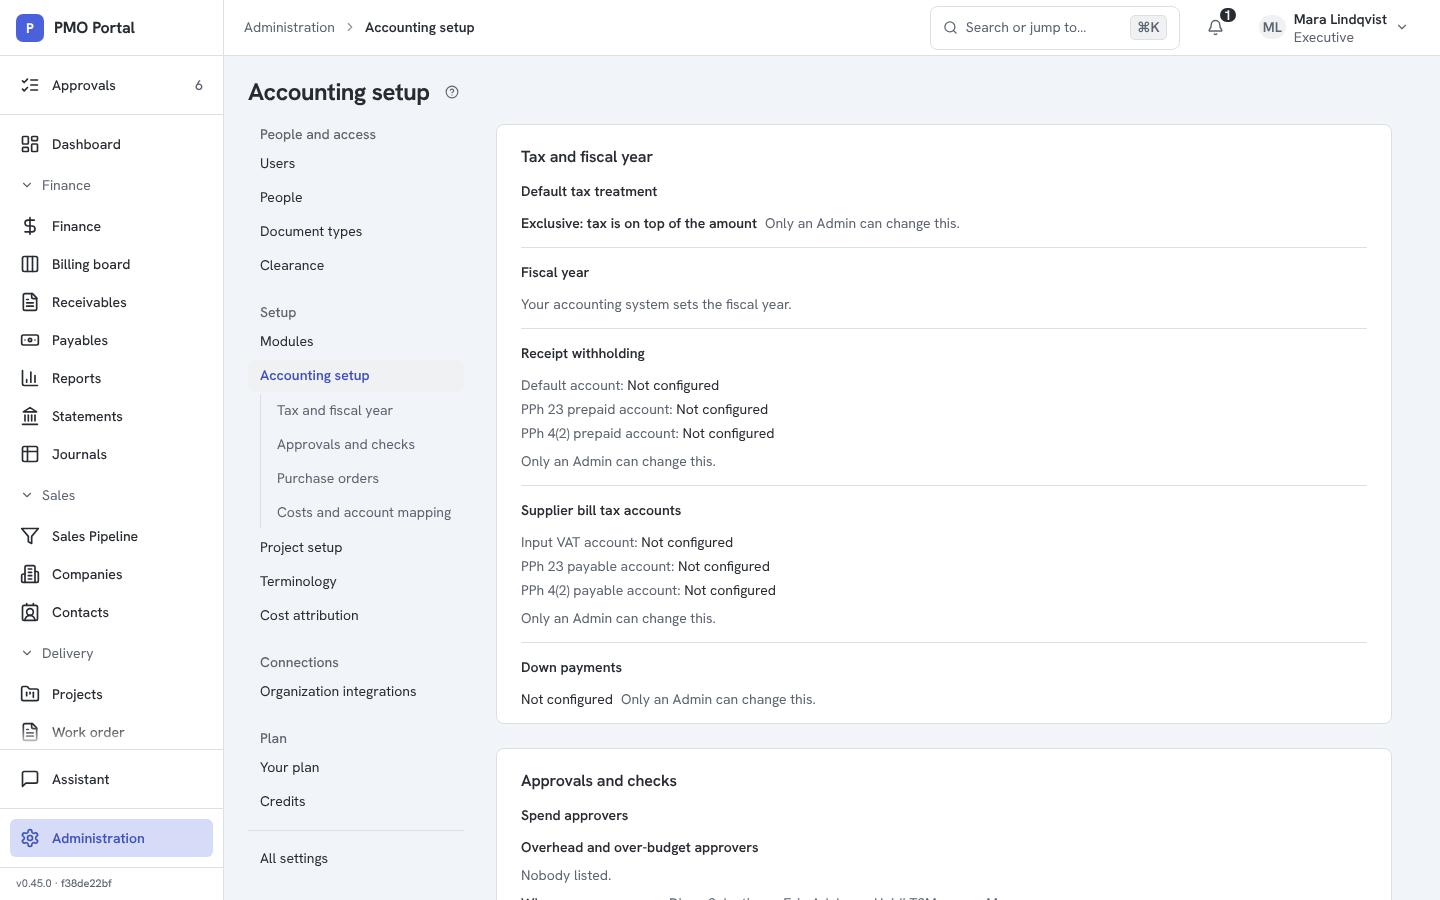 P PMO Portal
Administration > Accounting setup
Search or jump to... ⌘K
1
ML Mara Lindqvist
Executive
Approvals 6
Dashboard
Finance
Finance
Billing board
Receivables
Payables
Reports
Statements
Journals
Sales
Sales Pipeline
Companies
Contacts
Delivery
Projects
Work order
Assistant
Administration
v0.45.0 · f38de22bf
Accounting setup
People and access
Users
People
Document types
Clearance
Setup
Modules
Accounting setup
Tax and fiscal year
Approvals and checks
Purchase orders
Costs and account mapping
Project setup
Terminology
Cost attribution
Connections
Organization integrations
Plan
Your plan
Credits
All settings
Tax and fiscal year
Default tax treatment
Exclusive: tax is on top of the amount Only an Admin can change this.
Fiscal year
Your accounting system sets the fiscal year.
Receipt withholding
Default account: Not configured
PPh 23 prepaid account: Not configured
PPh 4(2) prepaid account: Not configured
Only an Admin can change this.
Supplier bill tax accounts
Input VAT account: Not configured
PPh 23 payable account: Not configured
PPh 4(2) payable account: Not configured
Only an Admin can change this.
Down payments
Not configured Only an Admin can change this.
Approvals and checks
Spend approvers
Overhead and over-budget approvers
Nobody listed.